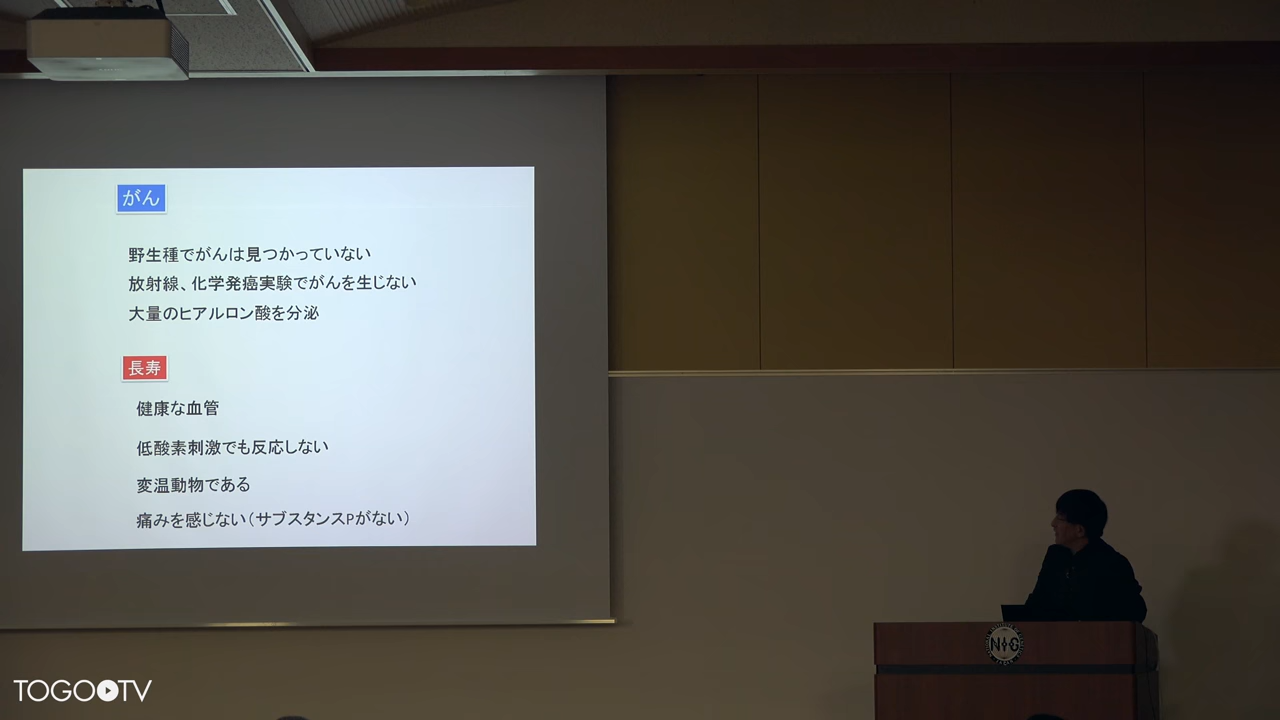 がん
野生種でがんは見つかっていない
放射線、化学発癌実験でがんを生じない
大量のヒアルロン酸を分泌
長寿
健康な血管
低酸素刺激でも反応しない
変温動物である
痛みを感じない（サブスタンスPがない）
NIG
TOGOTV